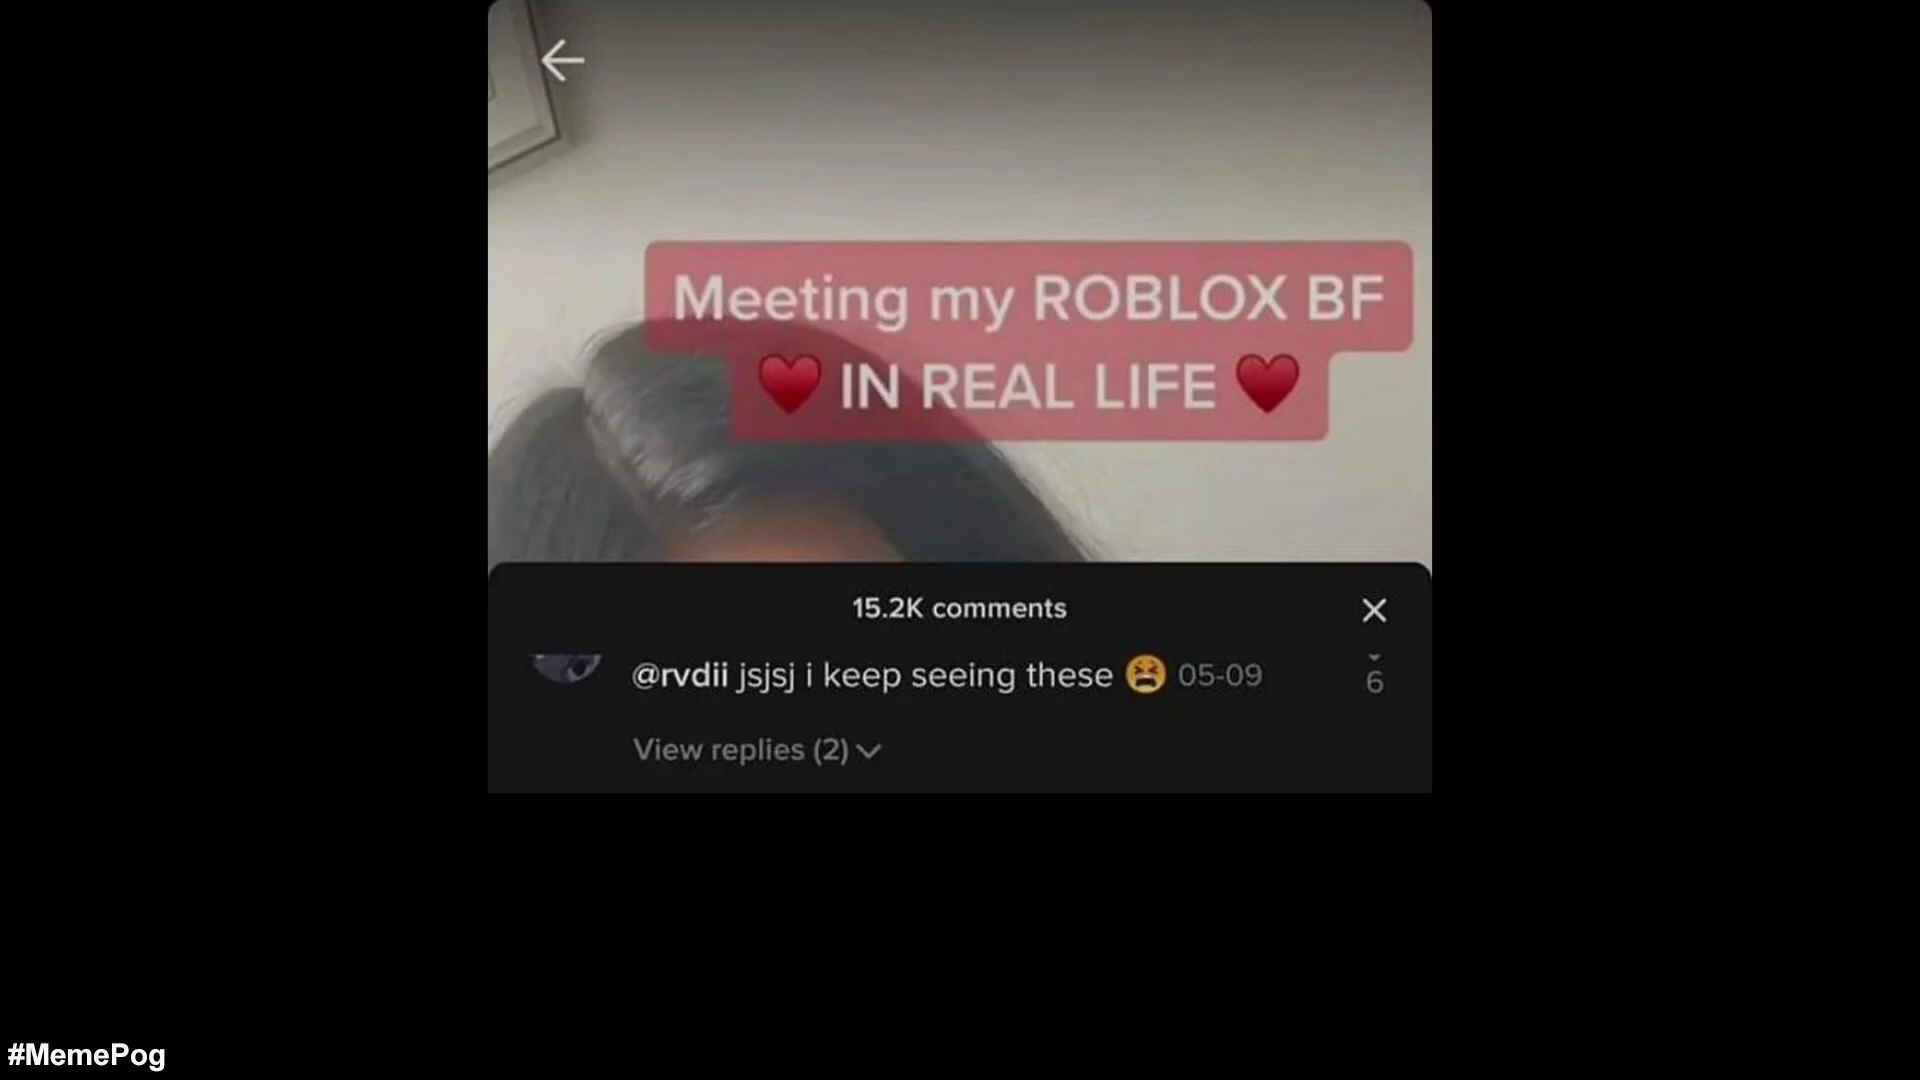 Meeting my ROBLOX BF
♥ IN REAL LIFE ♥
15.2K comments
@rvdii jsjsj i keep seeing these 😫 05-09
6
View replies (2)
#MemePog